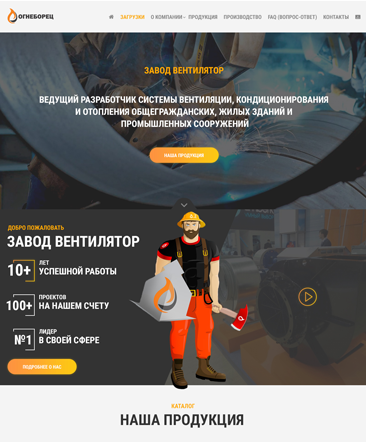 ОГНЕБОРЕЦ
ЗАГРУЗКИ О КОМПАНИИ ПРОДУКЦИЯ ПРОИЗВОДСТВО FAQ (ВОПРОС-ОТВЕТ) КОНТАКТЫ
ЗАВОД ВЕНТИЛЯТОР
ВЕДУЩИЙ РАЗРАБОТЧИК СИСТЕМЫ ВЕНТИЛЯЦИИ, КОНДИЦИОНИРОВАНИЯ
И ОТОПЛЕНИЯ ОБЩЕГРАЖДАНСКИХ, ЖИЛЫХ ЗДАНИЙ И
ПРОМЫШЛЕННЫХ СООРУЖЕНИЙ
НАША ПРОДУКЦИЯ
ДОБРО ПОЖАЛОВАТЬ
ЗАВОД ВЕНТИЛЯТОР
10+ ЛЕТ
УСПЕШНОЙ РАБОТЫ
100+ ПРОЕКТОВ
НА НАШЕМ СЧЕТУ
№1 ЛИДЕР
В СВОЕЙ СФЕРЕ
ПОДРОБНЕЕ О НАС
КАТАЛОГ
НАША ПРОДУКЦИЯ